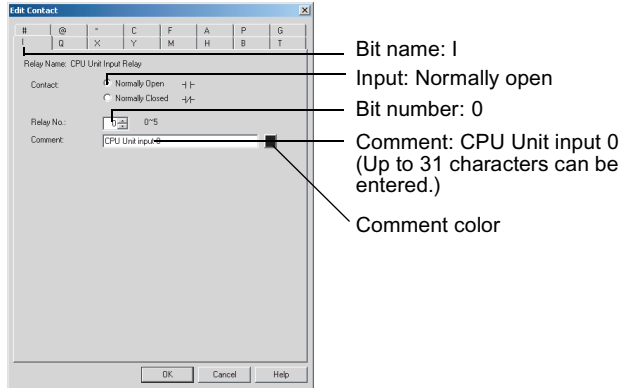 Edit Contact
# @ " C F A P G
I Q X Y M H B T
Relay Name: CPU Unit Input Relay
Contact: Normally Open
Normally Closed
Relay No.: 0 0~5
Comment: CPU Unit input 0
OK Cancel Help
Bit name: I
Input: Normally open
Bit number: 0
Comment: CPU Unit input 0
(Up to 31 characters can be
entered.)
Comment color